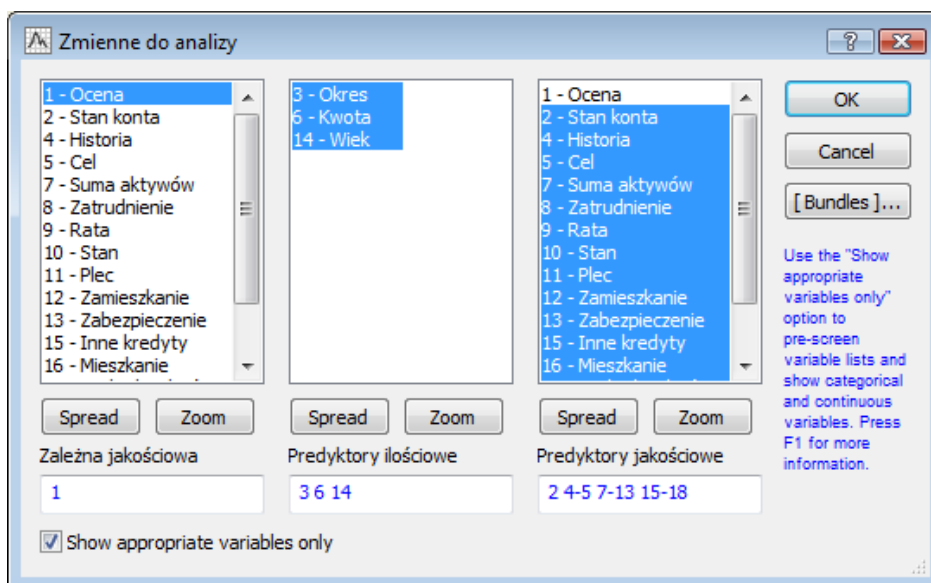 Zmienne do analizy
1 - Ocena
2 - Stan konta
4 - Historia
5 - Cel
7 - Suma aktywów
8 - Zatrudnienie
9 - Rata
10 - Stan
11 - Plec
12 - Zamieszkanie
13 - Zabezpieczenie
15 - Inne kredyty
16 - Mieszkanie
Spread
Zoom
Zależna jakościowa
1
3 - Okres
6 - Kwota
14 - Wiek
Spread
Zoom
Predyktory ilościowe
3 6 14
1 - Ocena
2 - Stan konta
4 - Historia
5 - Cel
7 - Suma aktywów
8 - Zatrudnienie
9 - Rata
10 - Stan
11 - Plec
12 - Zamieszkanie
13 - Zabezpieczenie
15 - Inne kredyty
16 - Mieszkanie
Spread
Zoom
Predyktory jakościowe
2 4-5 7-13 15-18
OK
Cancel
[ Bundles ]...
Use the "Show
appropriate
variables only"
option to
pre-screen
variable lists and
show categorical
and continuous
variables. Press
F1 for more
information.
Show appropriate variables only